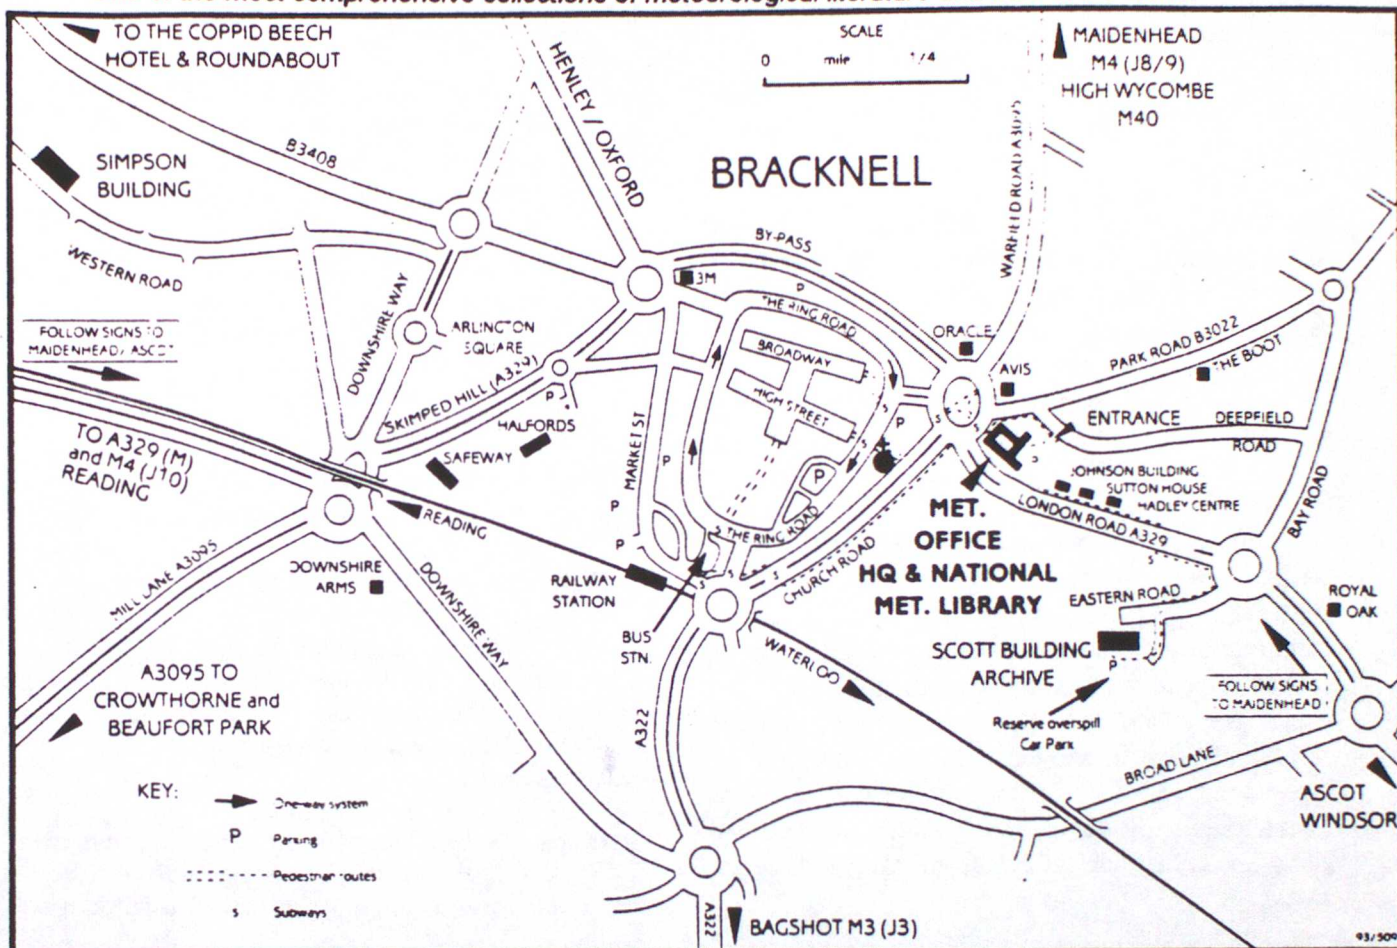 the most comprehensive collections of meteorological
TO THE COPPID BEECH
HOTEL & ROUNDABOUT
HENLEY / OXFORD
SCALE
0 mile 1/4
MAIDENHEAD
M4 (J8/9)
HIGH WYCOMBE
M40
B3408
SIMPSON
BUILDING
BRACKNELL
WARFIELD ROAD A3095
WESTERN ROAD
BY-PASS
3M
P
THE RING ROAD
DOWNSHIRE WAY
ARLINGTON
SQUARE
FOLLOW SIGNS TO
MAIDENHEAD/ASCOT
SKIMPED HILL (A329)
BROADWAY
HIGH STREET
ORACLE
AVIS
PARK ROAD B3022
THE BOOT
P
HALFORDS
SAFEWAY
MARKET ST
P
P
P
ENTRANCE
DEEPFIELD
ROAD
TO A329 (M)
and M4 (J10)
READING
READING
P
P
THE RING ROAD
CHURCH ROAD
JOHNSON BUILDING
SUTTON HOUSE
HADLEY CENTRE
LONDON ROAD A329
BAY ROAD
MET.
OFFICE
HQ & NATIONAL
MET. LIBRARY
MILL LANE A3095
DOWNSHIRE
ARMS
DOWNSHIRE WAY
RAILWAY
STATION
BUS
STN.
WATERLOO
EASTERN ROAD
ROYAL
OAK
SCOTT BUILDING
ARCHIVE
P
FOLLOW SIGNS
TO MAIDENHEAD
Reserve overspill
Car Park
A3095 TO
CROWTHORNE and
BEAUFORT PARK
A322
BROAD LANE
ASCOT
WINDSOR
KEY:
One-way system
P Parking
Pedestrian routes
s Subways
A322
BAGSHOT M3 (J3)